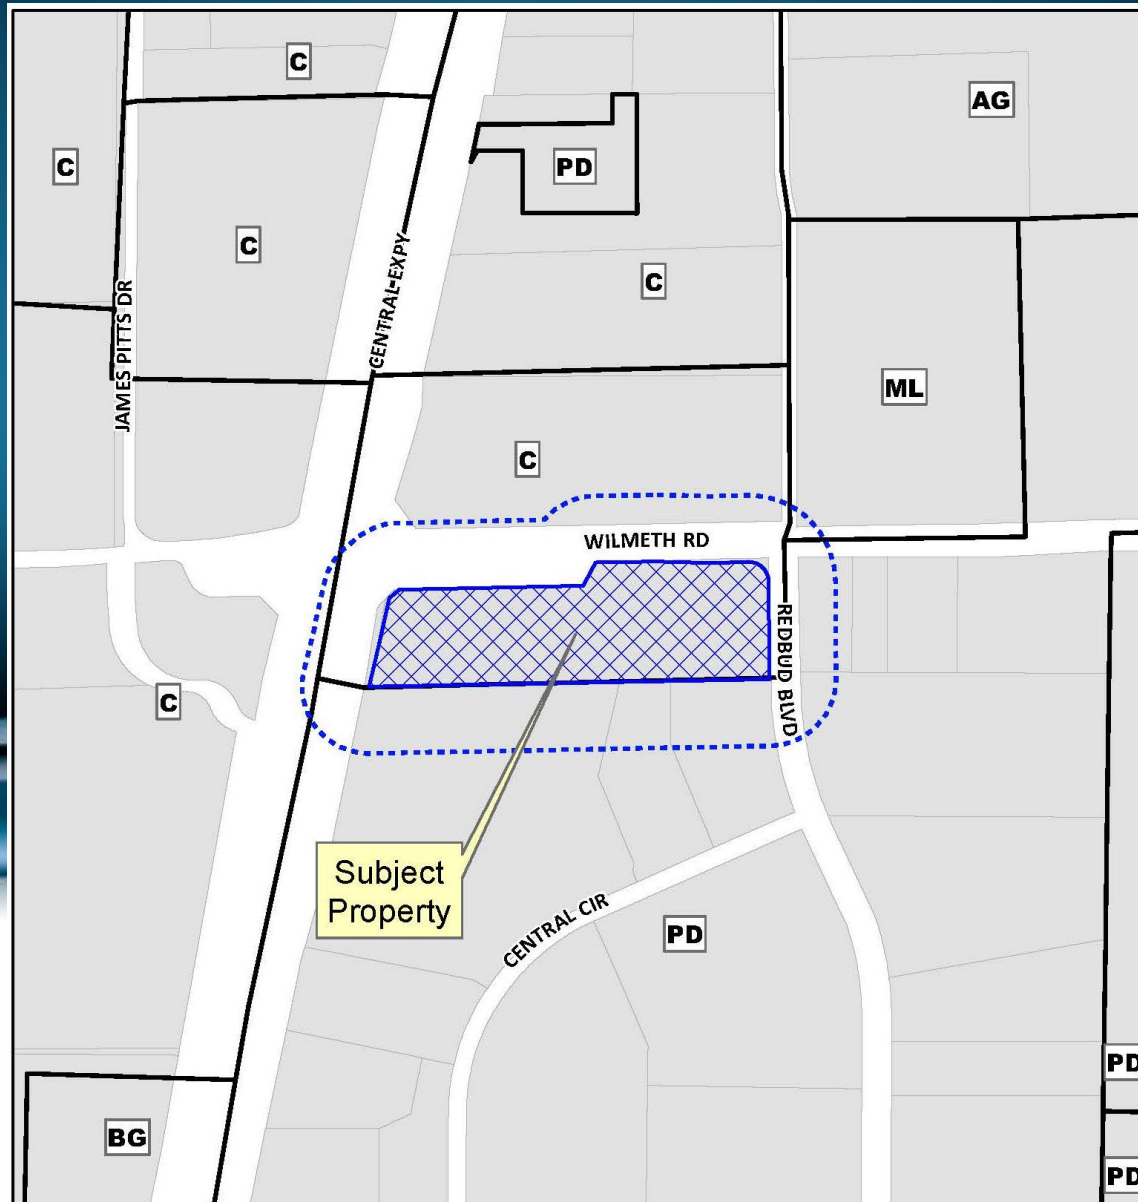 C
AG
C
PD
C
C
CENTRAL EXPY
JAMES PITTS DR
ML
C
WILMETH RD
REDBUD BLVD
C
Subject
Property
CENTRAL CIR
PD
PD
BG
PD